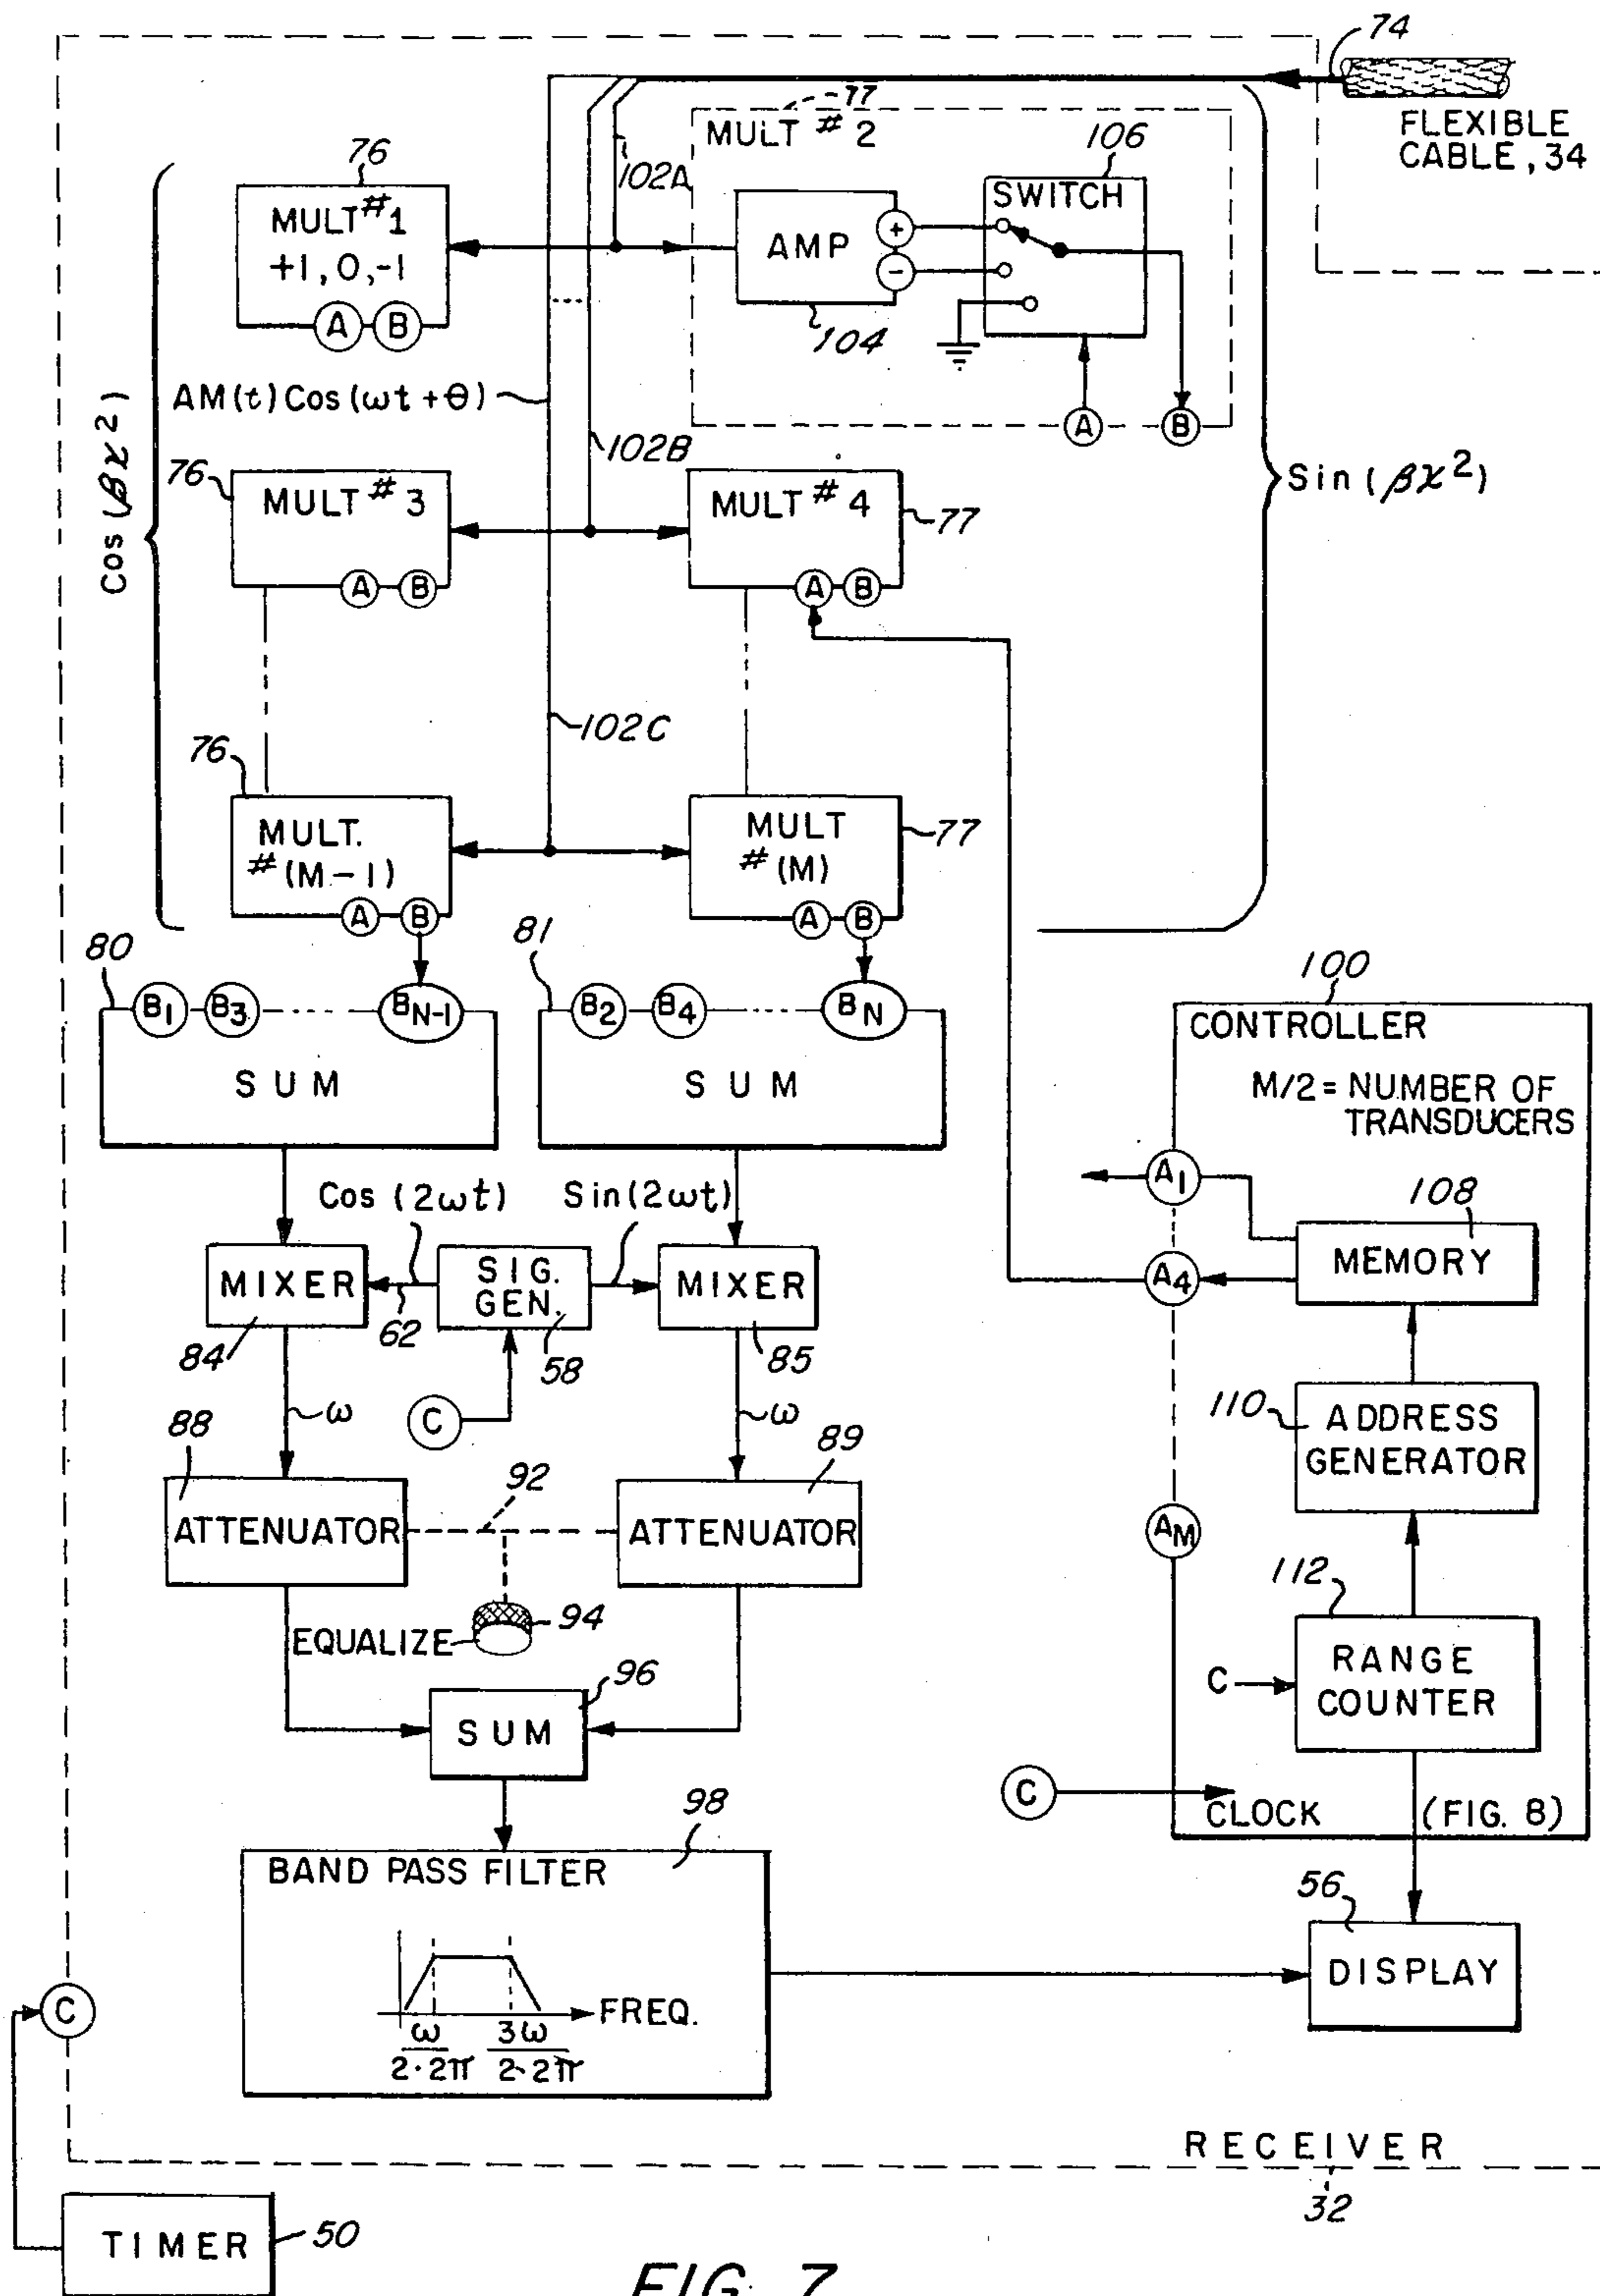 74
FLEXIBLE
CABLE, 34
77
MULT #2
106
SWITCH
102A
76
MULT #1
+1, 0, -1
A B
AMP
+
-
104
A B
AM(t) Cos(ωt + θ)
Cos (βx²)
102B
Sin (βx²)
76
MULT #3
A B
MULT #4
77
A B
102C
76
MULT.
#(M-1)
A B
MULT
#(M)
77
A B
80
B1 B3 BN-1
SUM
81
B2 B4 BN
SUM
100
CONTROLLER
M/2 = NUMBER OF
TRANSDUCERS
A1
108
MEMORY
A4
Cos (2ωt)
Sin (2ωt)
MIXER
SIG.
GEN.
MIXER
84
62
58
85
110
ADDRESS
GENERATOR
ω
C
ω
88
92
89
ATTENUATOR
ATTENUATOR
AM
112
94
EQUALIZE
C
RANGE
COUNTER
96
SUM
C
CLOCK
(FIG. 8)
98
BAND PASS FILTER
56
DISPLAY
FREQ.
ω 3ω
2·2π 2·2π
C
RECEIVER
32
TIMER
50
FIG. 7